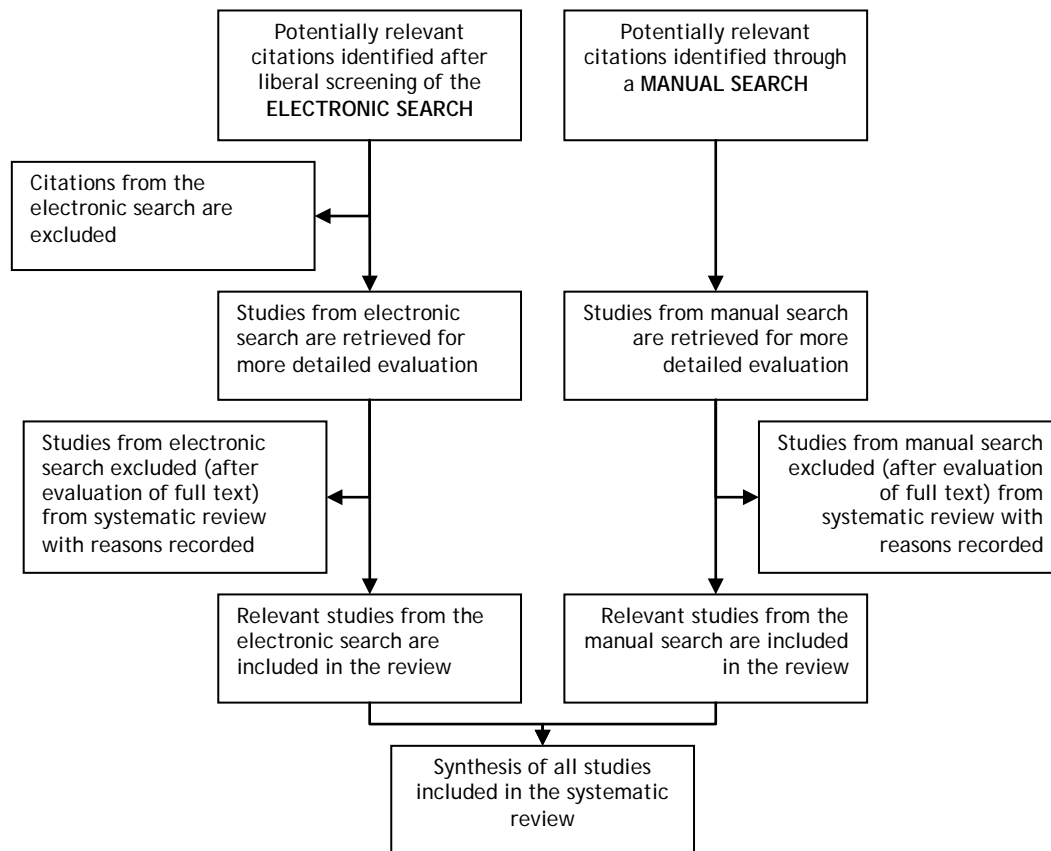 Potentially relevant
citations identified after
liberal screening of the
ELECTRONIC SEARCH
Potentially relevant
citations identified through
a MANUAL SEARCH
Citations from the
electronic search are
excluded
Studies from electronic
search are retrieved for
more detailed evaluation
Studies from manual search
are retrieved for more
detailed evaluation
Studies from electronic
search excluded (after
evaluation of full text)
from systematic review
with reasons recorded
Studies from manual search
excluded (after evaluation
of full text) from
systematic review with
reasons recorded
Relevant studies from the
electronic search are
included in the review
Relevant studies from the
manual search are included
in the review
Synthesis of all studies
included in the systematic
review